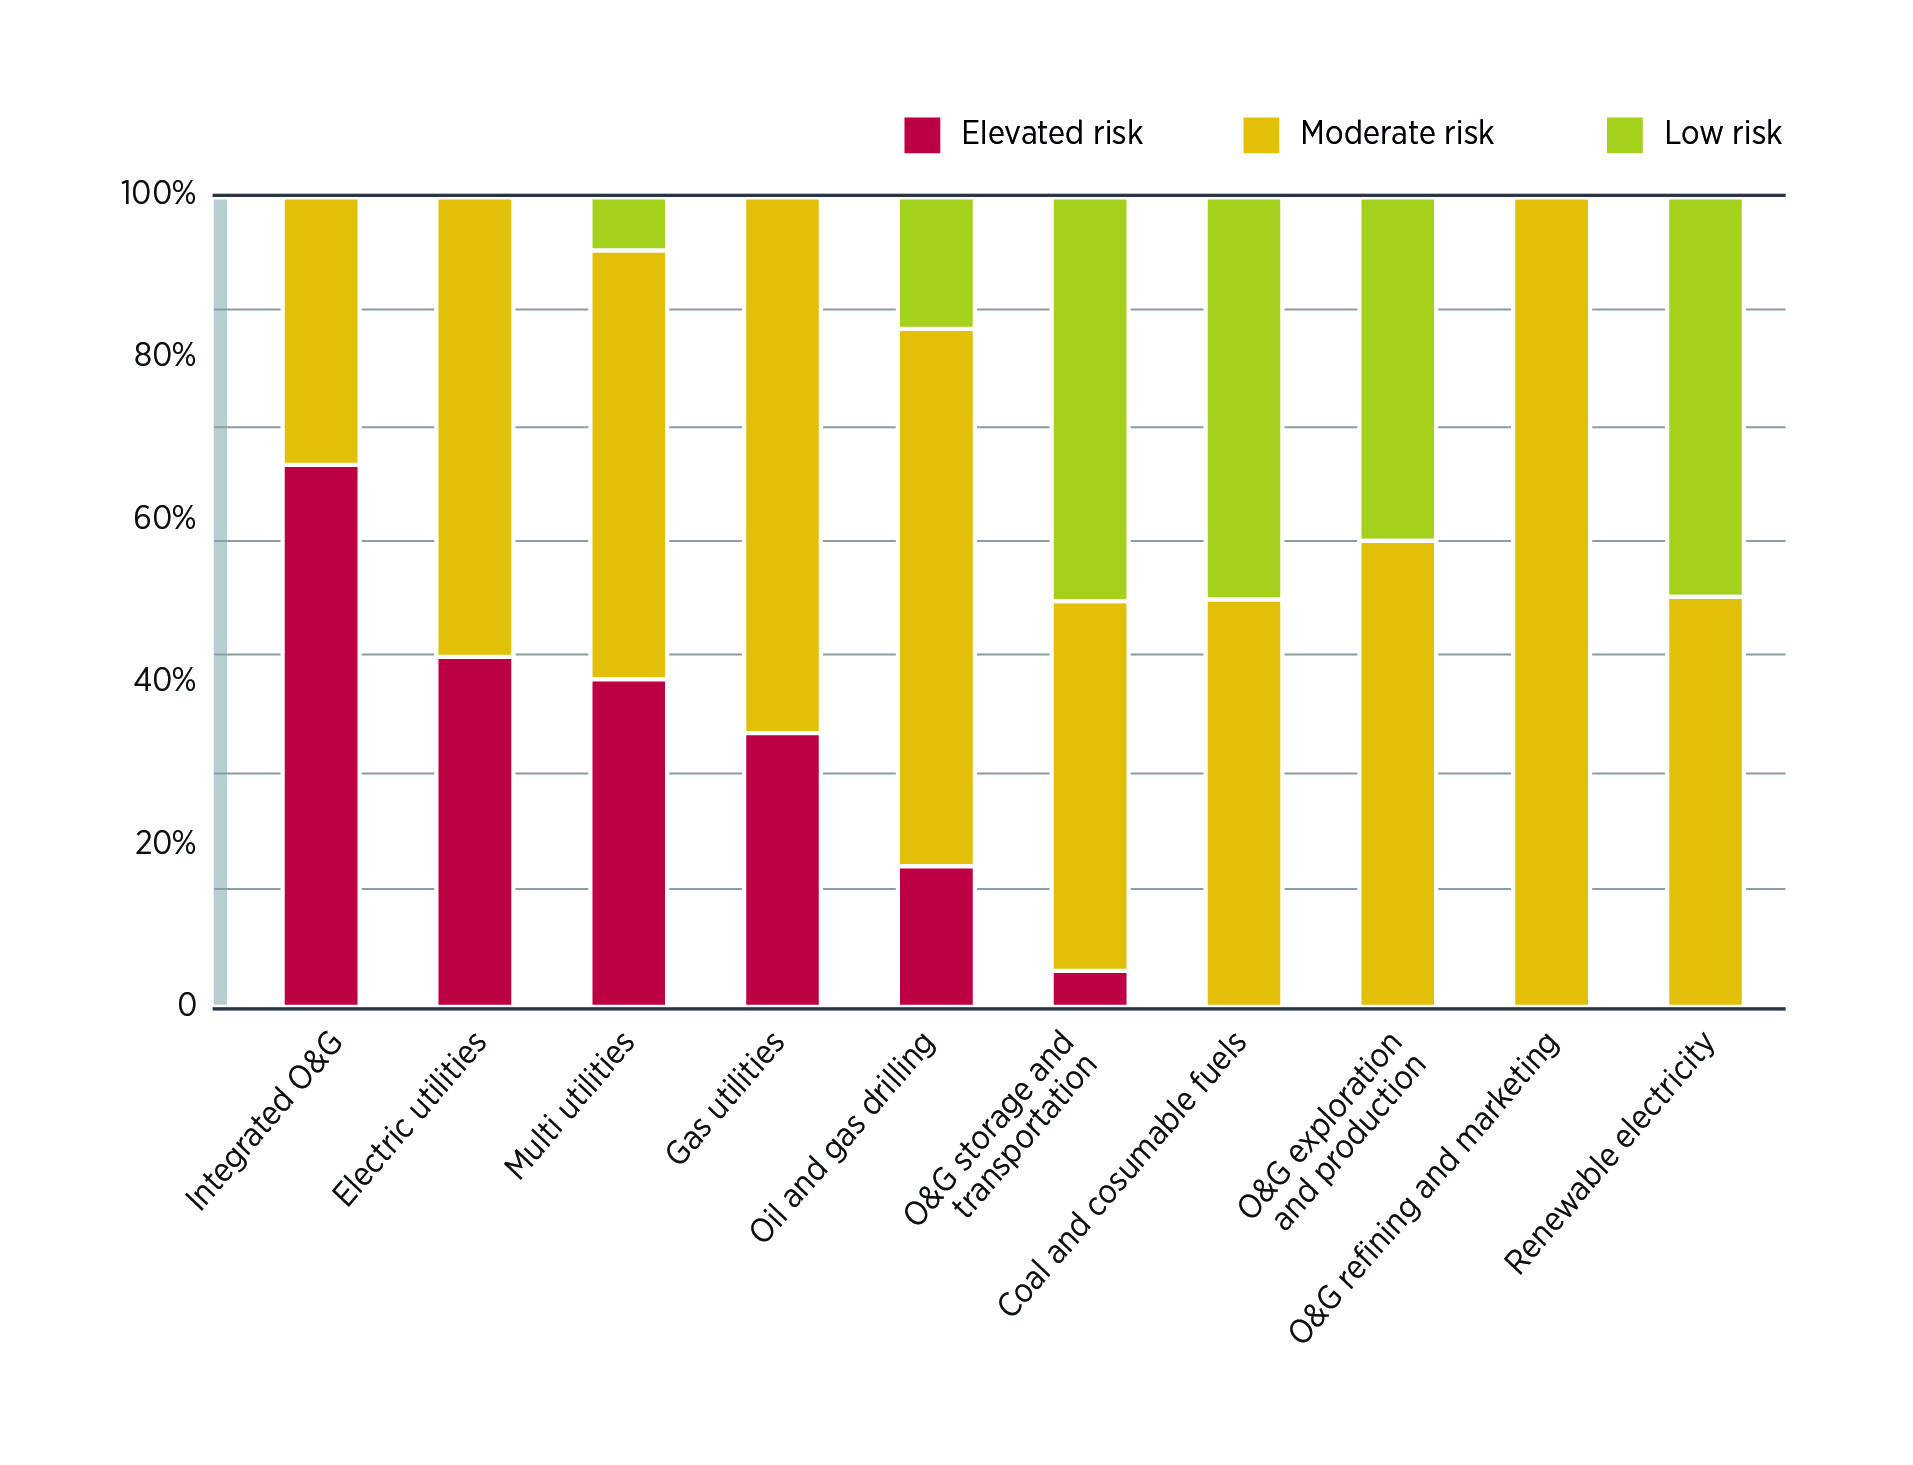 Elevated risk
Moderate risk
Low risk
100%
80%
60%
40%
20%
0
Integrated O&G
Electric utilities
Multi utilities
Gas utilities
Oil and gas drilling
O&G storage and
transportation
Coal and cosumable fuels
O&G exploration
and production
O&G refining and marketing
Renewable electricity